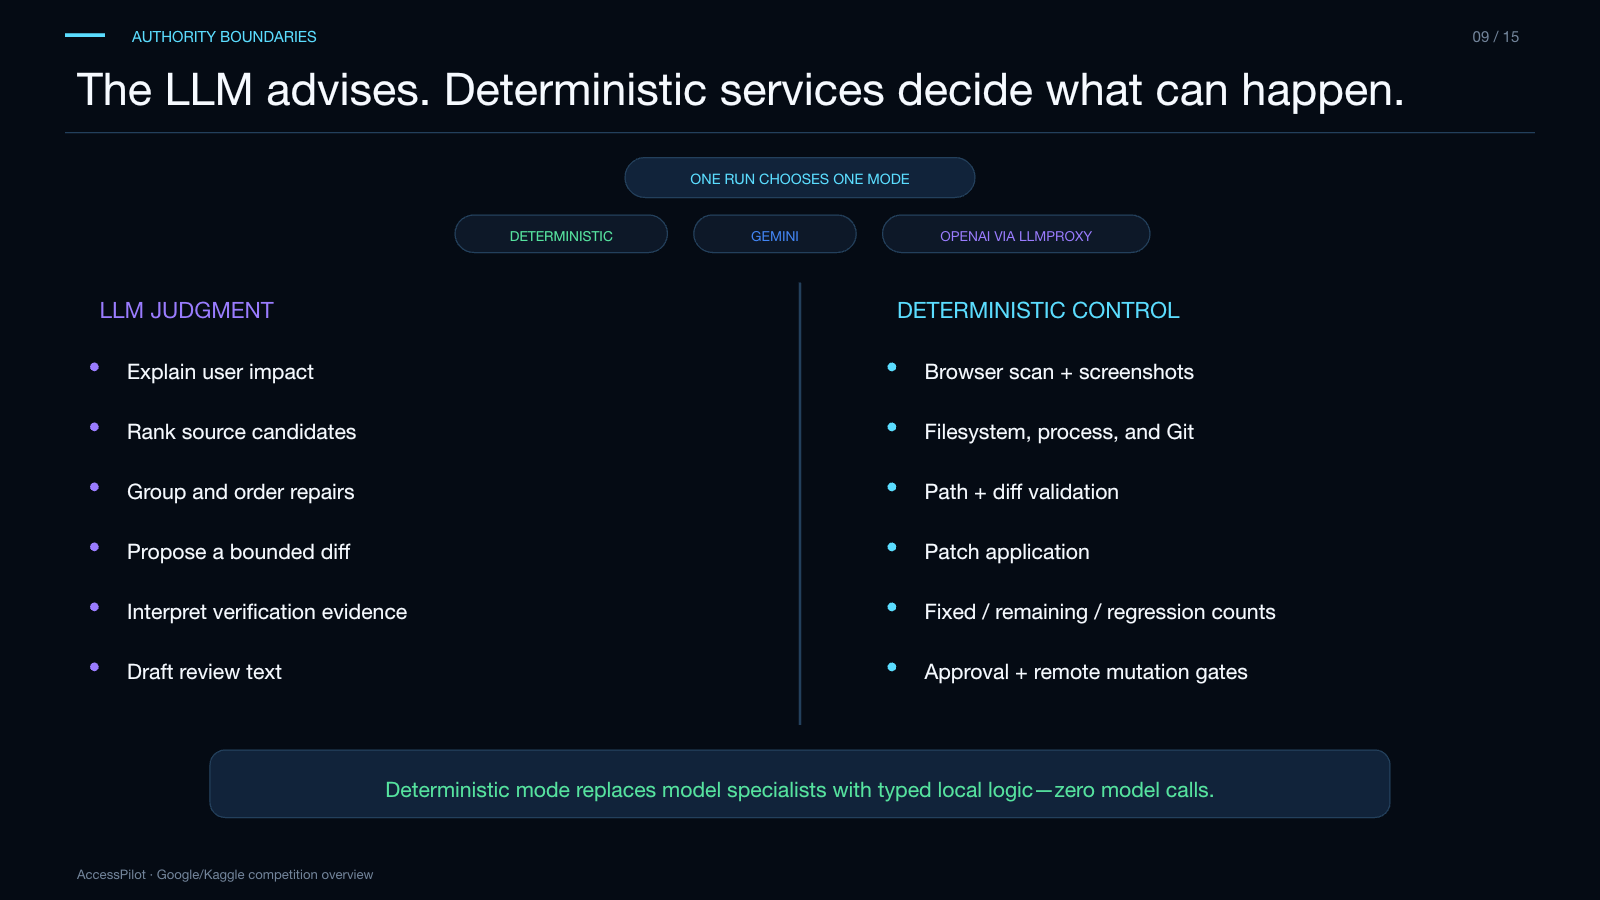 AUTHORITY BOUNDARIES
09 / 15
The LLM advises. Deterministic services decide what can happen.
ONE RUN CHOOSES ONE MODE
DETERMINISTIC
GEMINI
OPENAI VIA LLMPROXY
LLM JUDGMENT
Explain user impact
Rank source candidates
Group and order repairs
Propose a bounded diff
Interpret verification evidence
Draft review text
DETERMINISTIC CONTROL
Browser scan + screenshots
Filesystem, process, and Git
Path + diff validation
Patch application
Fixed / remaining / regression counts
Approval + remote mutation gates
Deterministic mode replaces model specialists with typed local logic—zero model calls.
AccessPilot · Google/Kaggle competition overview